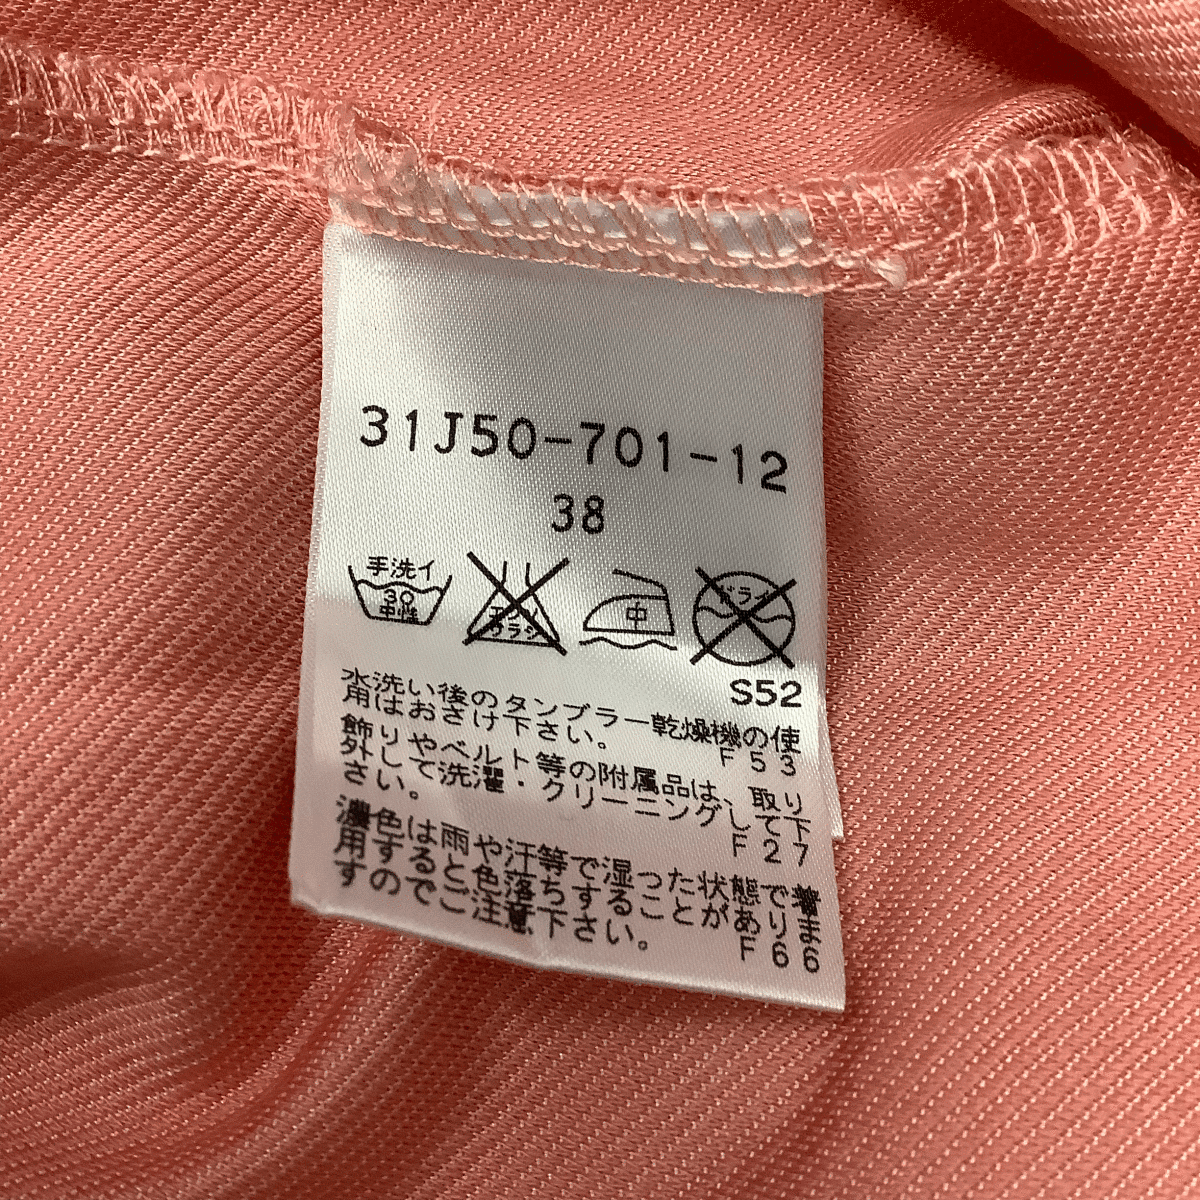 31J50-701-12
38
手洗イ
30
中性
エンソ
サラシ
中
ドライ
S52
水洗い後のタンブラー乾燥機の使
用はおさけ下さい。
F53
飾りやベルト等の附属品は、取り
外して洗濯・クリーニングして下
さい。
F27
濃色は雨や汗等で湿った状態で着
用すると色落ちすることがありま
すのでご注意下さい。
F66